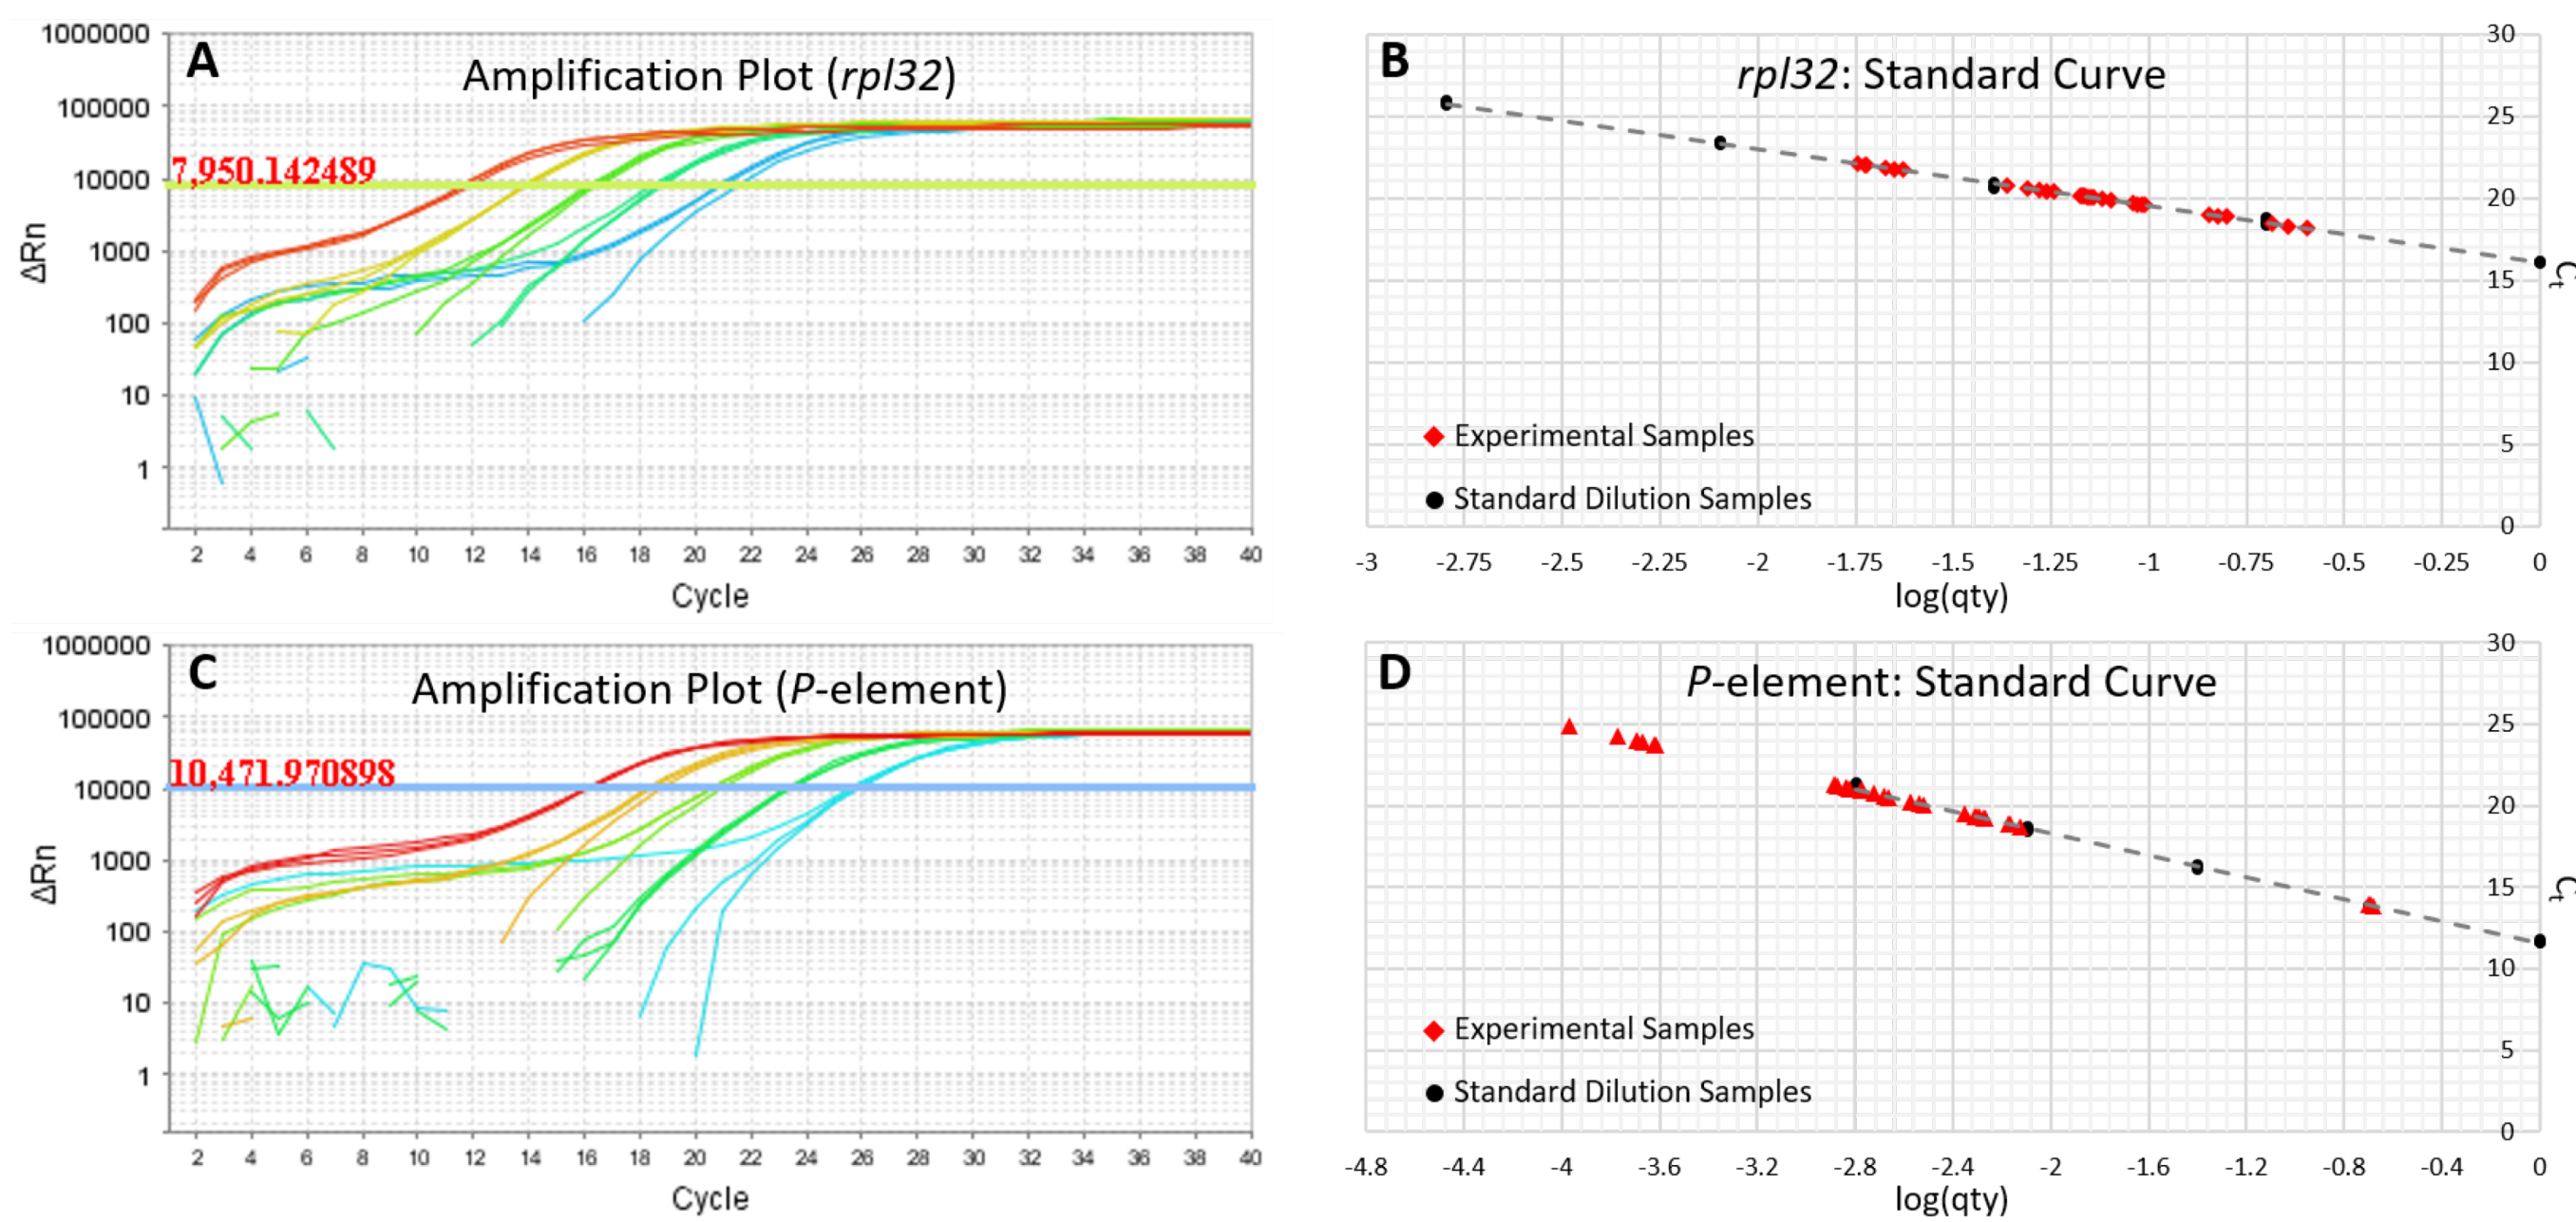 A
Amplification Plot (rpl32)
1000000
100000
10000
1000
100
10
1
7,950.142489
ΔRn
2 4 6 8 10 12 14 16 18 20 22 24 26 28 30 32 34 36 38 40
Cycle
B
rpl32: Standard Curve
30
25
20
15
10
5
0
Ct
Experimental Samples
Standard Dilution Samples
-3 -2.75 -2.5 -2.25 -2 -1.75 -1.5 -1.25 -1 -0.75 -0.5 -0.25 0
log(qty)
C
Amplification Plot (P-element)
1000000
100000
10000
1000
100
10
1
10,471.970898
ΔRn
2 4 6 8 10 12 14 16 18 20 22 24 26 28 30 32 34 36 38 40
Cycle
D
P-element: Standard Curve
30
25
20
15
10
5
0
Ct
Experimental Samples
Standard Dilution Samples
-4.8 -4.4 -4 -3.6 -3.2 -2.8 -2.4 -2 -1.6 -1.2 -0.8 -0.4 0
log(qty)